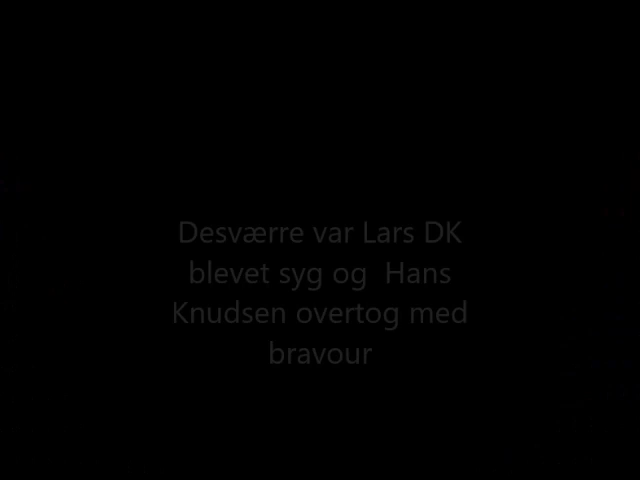 Desværre var Lars DK
blevet syg og  Hans
Knudsen overtog med
bravour